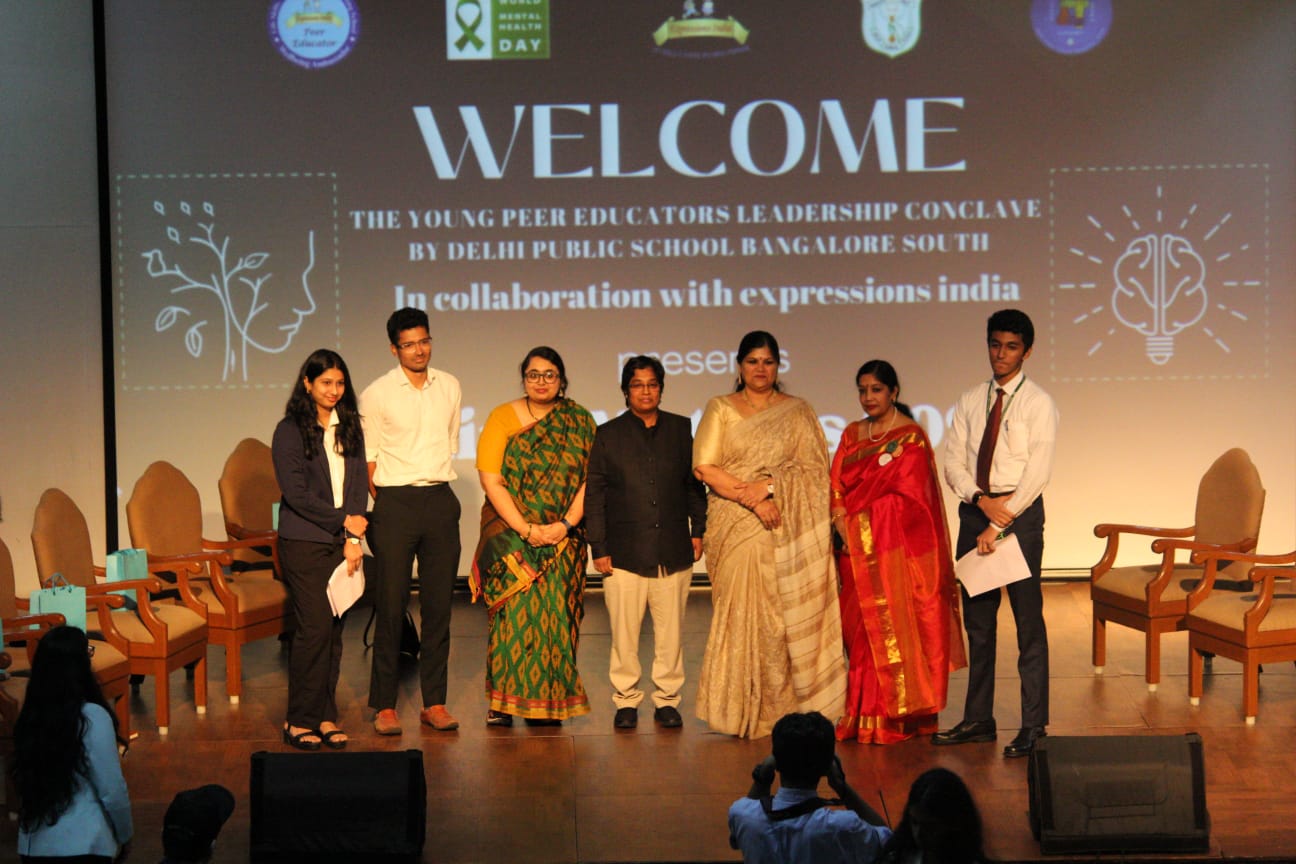 Peer
Educator
WORLD
MENTAL
HEALTH
DAY
WELCOME
THE YOUNG PEER EDUCATORS LEADERSHIP CONCLAVE
BY DELHI PUBLIC SCHOOL BANGALORE SOUTH
In collaboration with expressions india
presents